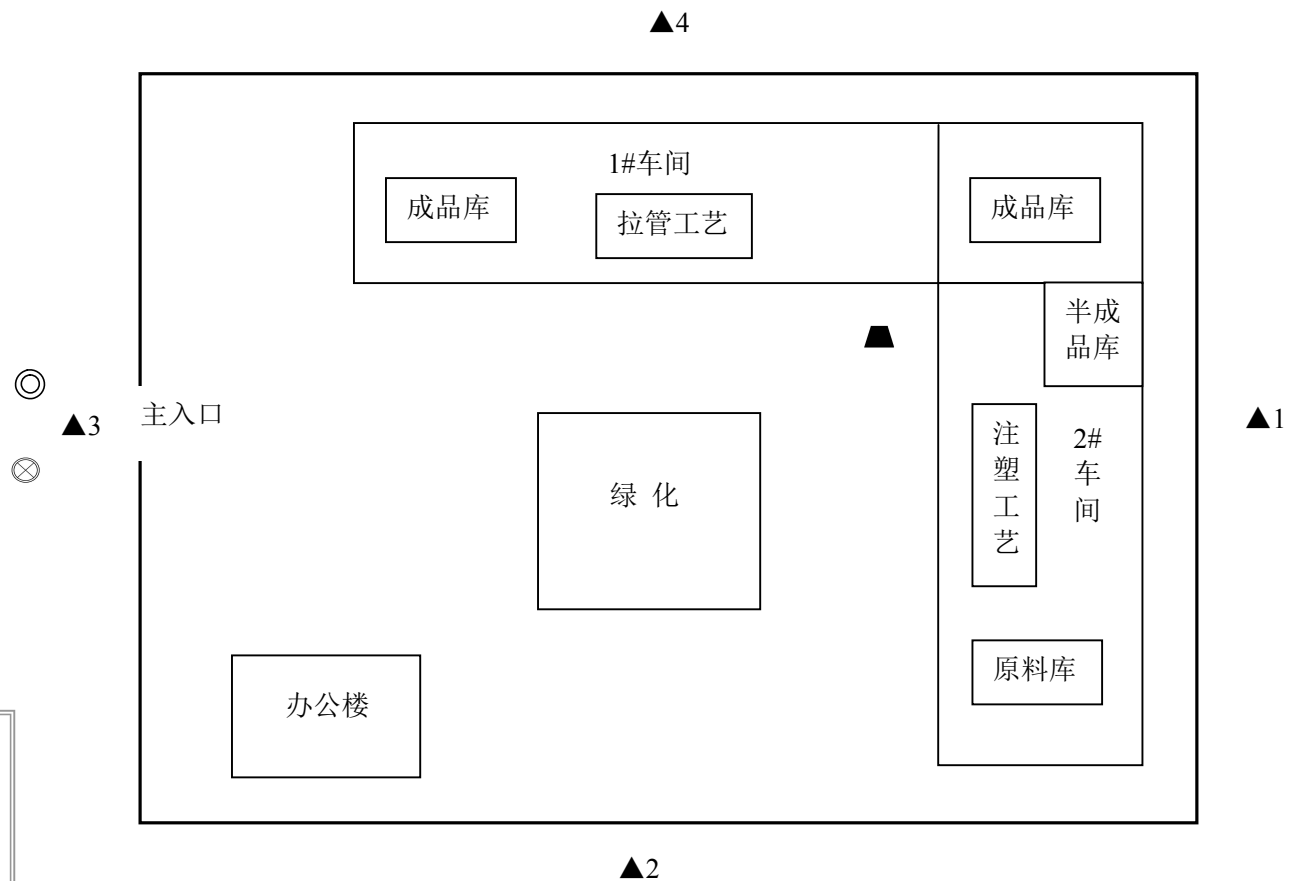 ▲4
1#车间
成品库
拉管工艺
成品库
半成
品库
◎
▲3
主入口
▲1
注
塑
工
艺
2#
车
间
绿 化
原料库
办公楼
▲2